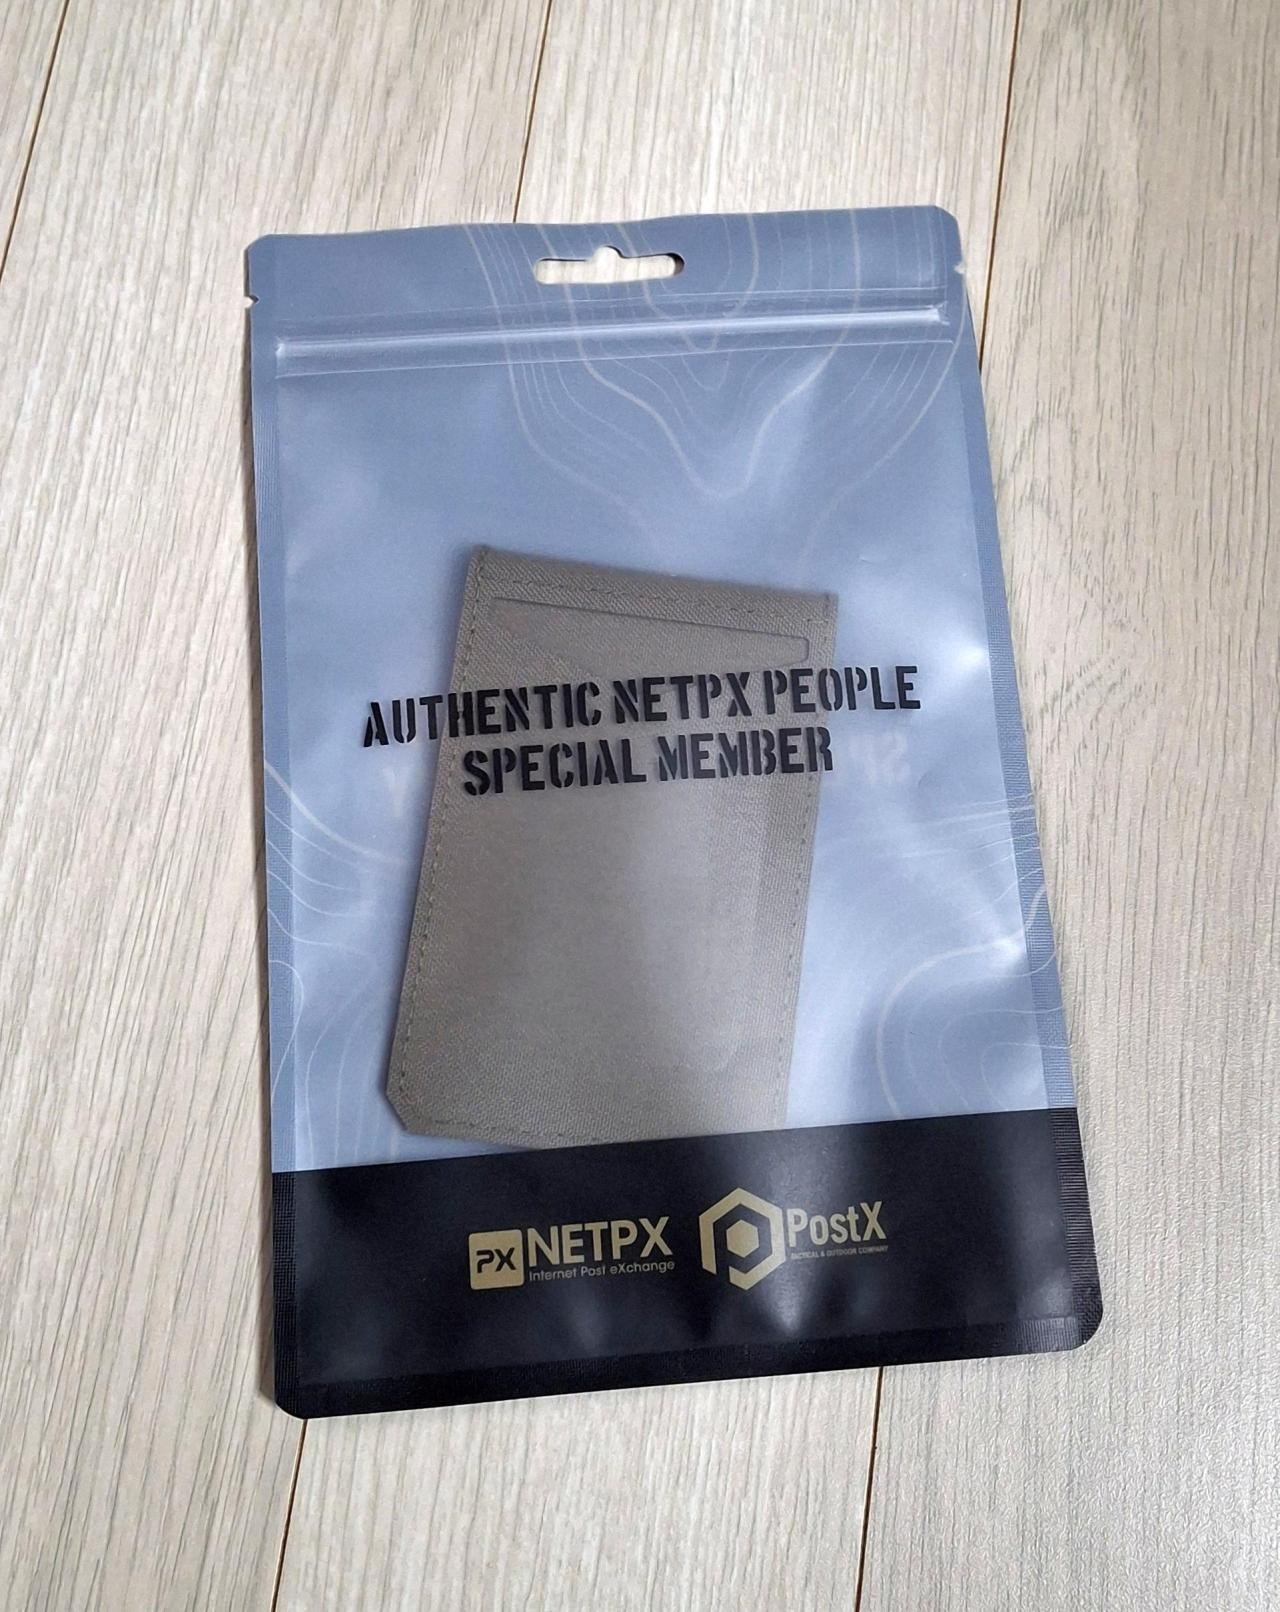 AUTHENTIC NETPX PEOPLE
SPECIAL MEMBER
PX NETPX
Internet Post eXchange
PostX
TACTICAL & OUTDOOR COMPANY